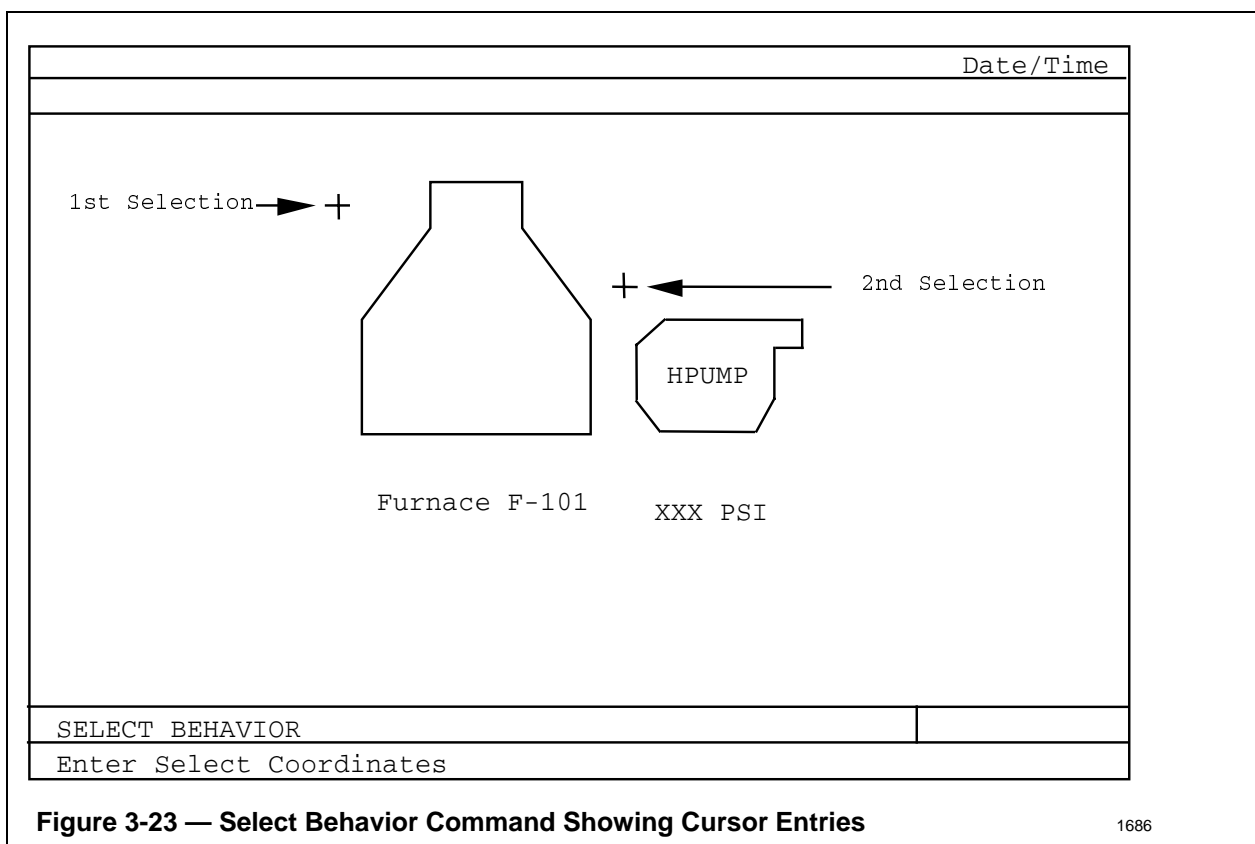 Date/Time
1st Selection
2nd Selection
HPUMP
Furnace F-101
XXX PSI
SELECT BEHAVIOR
Enter Select Coordinates
Figure 3-23 — Select Behavior Command Showing Cursor Entries
1686